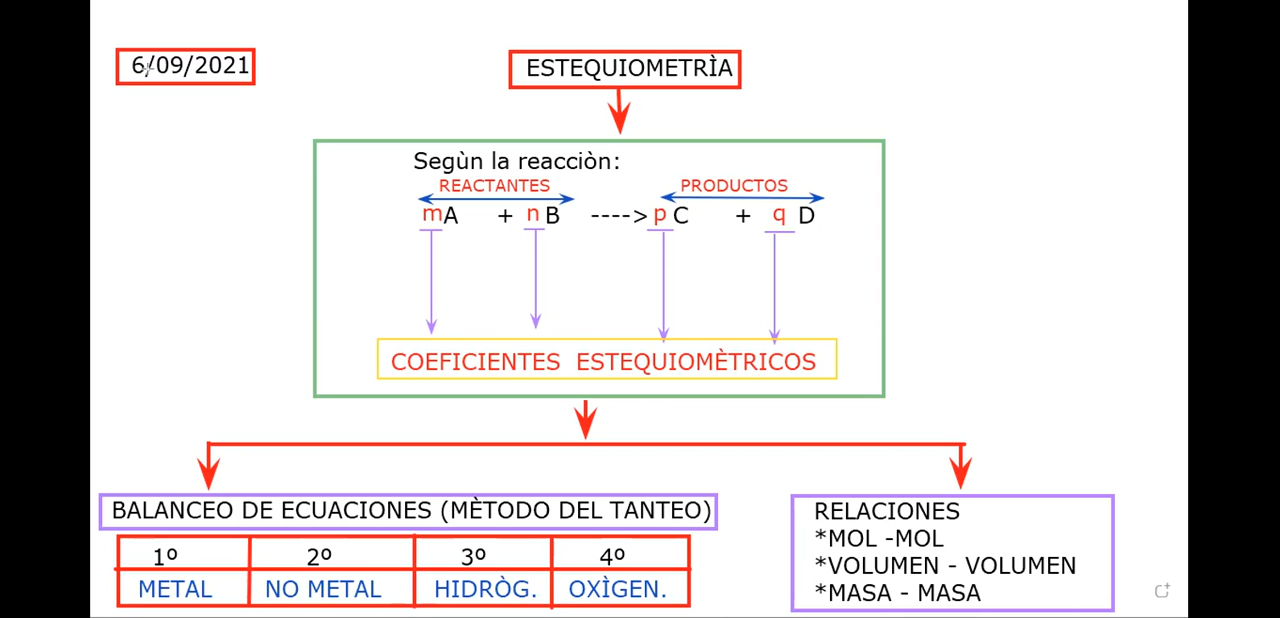 6/09/2021
ESTEQUIOMETRÌA
Segùn la reacciòn:
REACTANTES PRODUCTOS
mA + n B ----> p C + q D
COEFICIENTES ESTEQUIOMÈTRICOS
BALANCEO DE ECUACIONES (MÈTODO DEL TANTEO)
1º 2º 3º 4º
METAL NO METAL HIDRÒG. OXÌGEN.
RELACIONES
*MOL -MOL
*VOLUMEN - VOLUMEN
*MASA - MASA